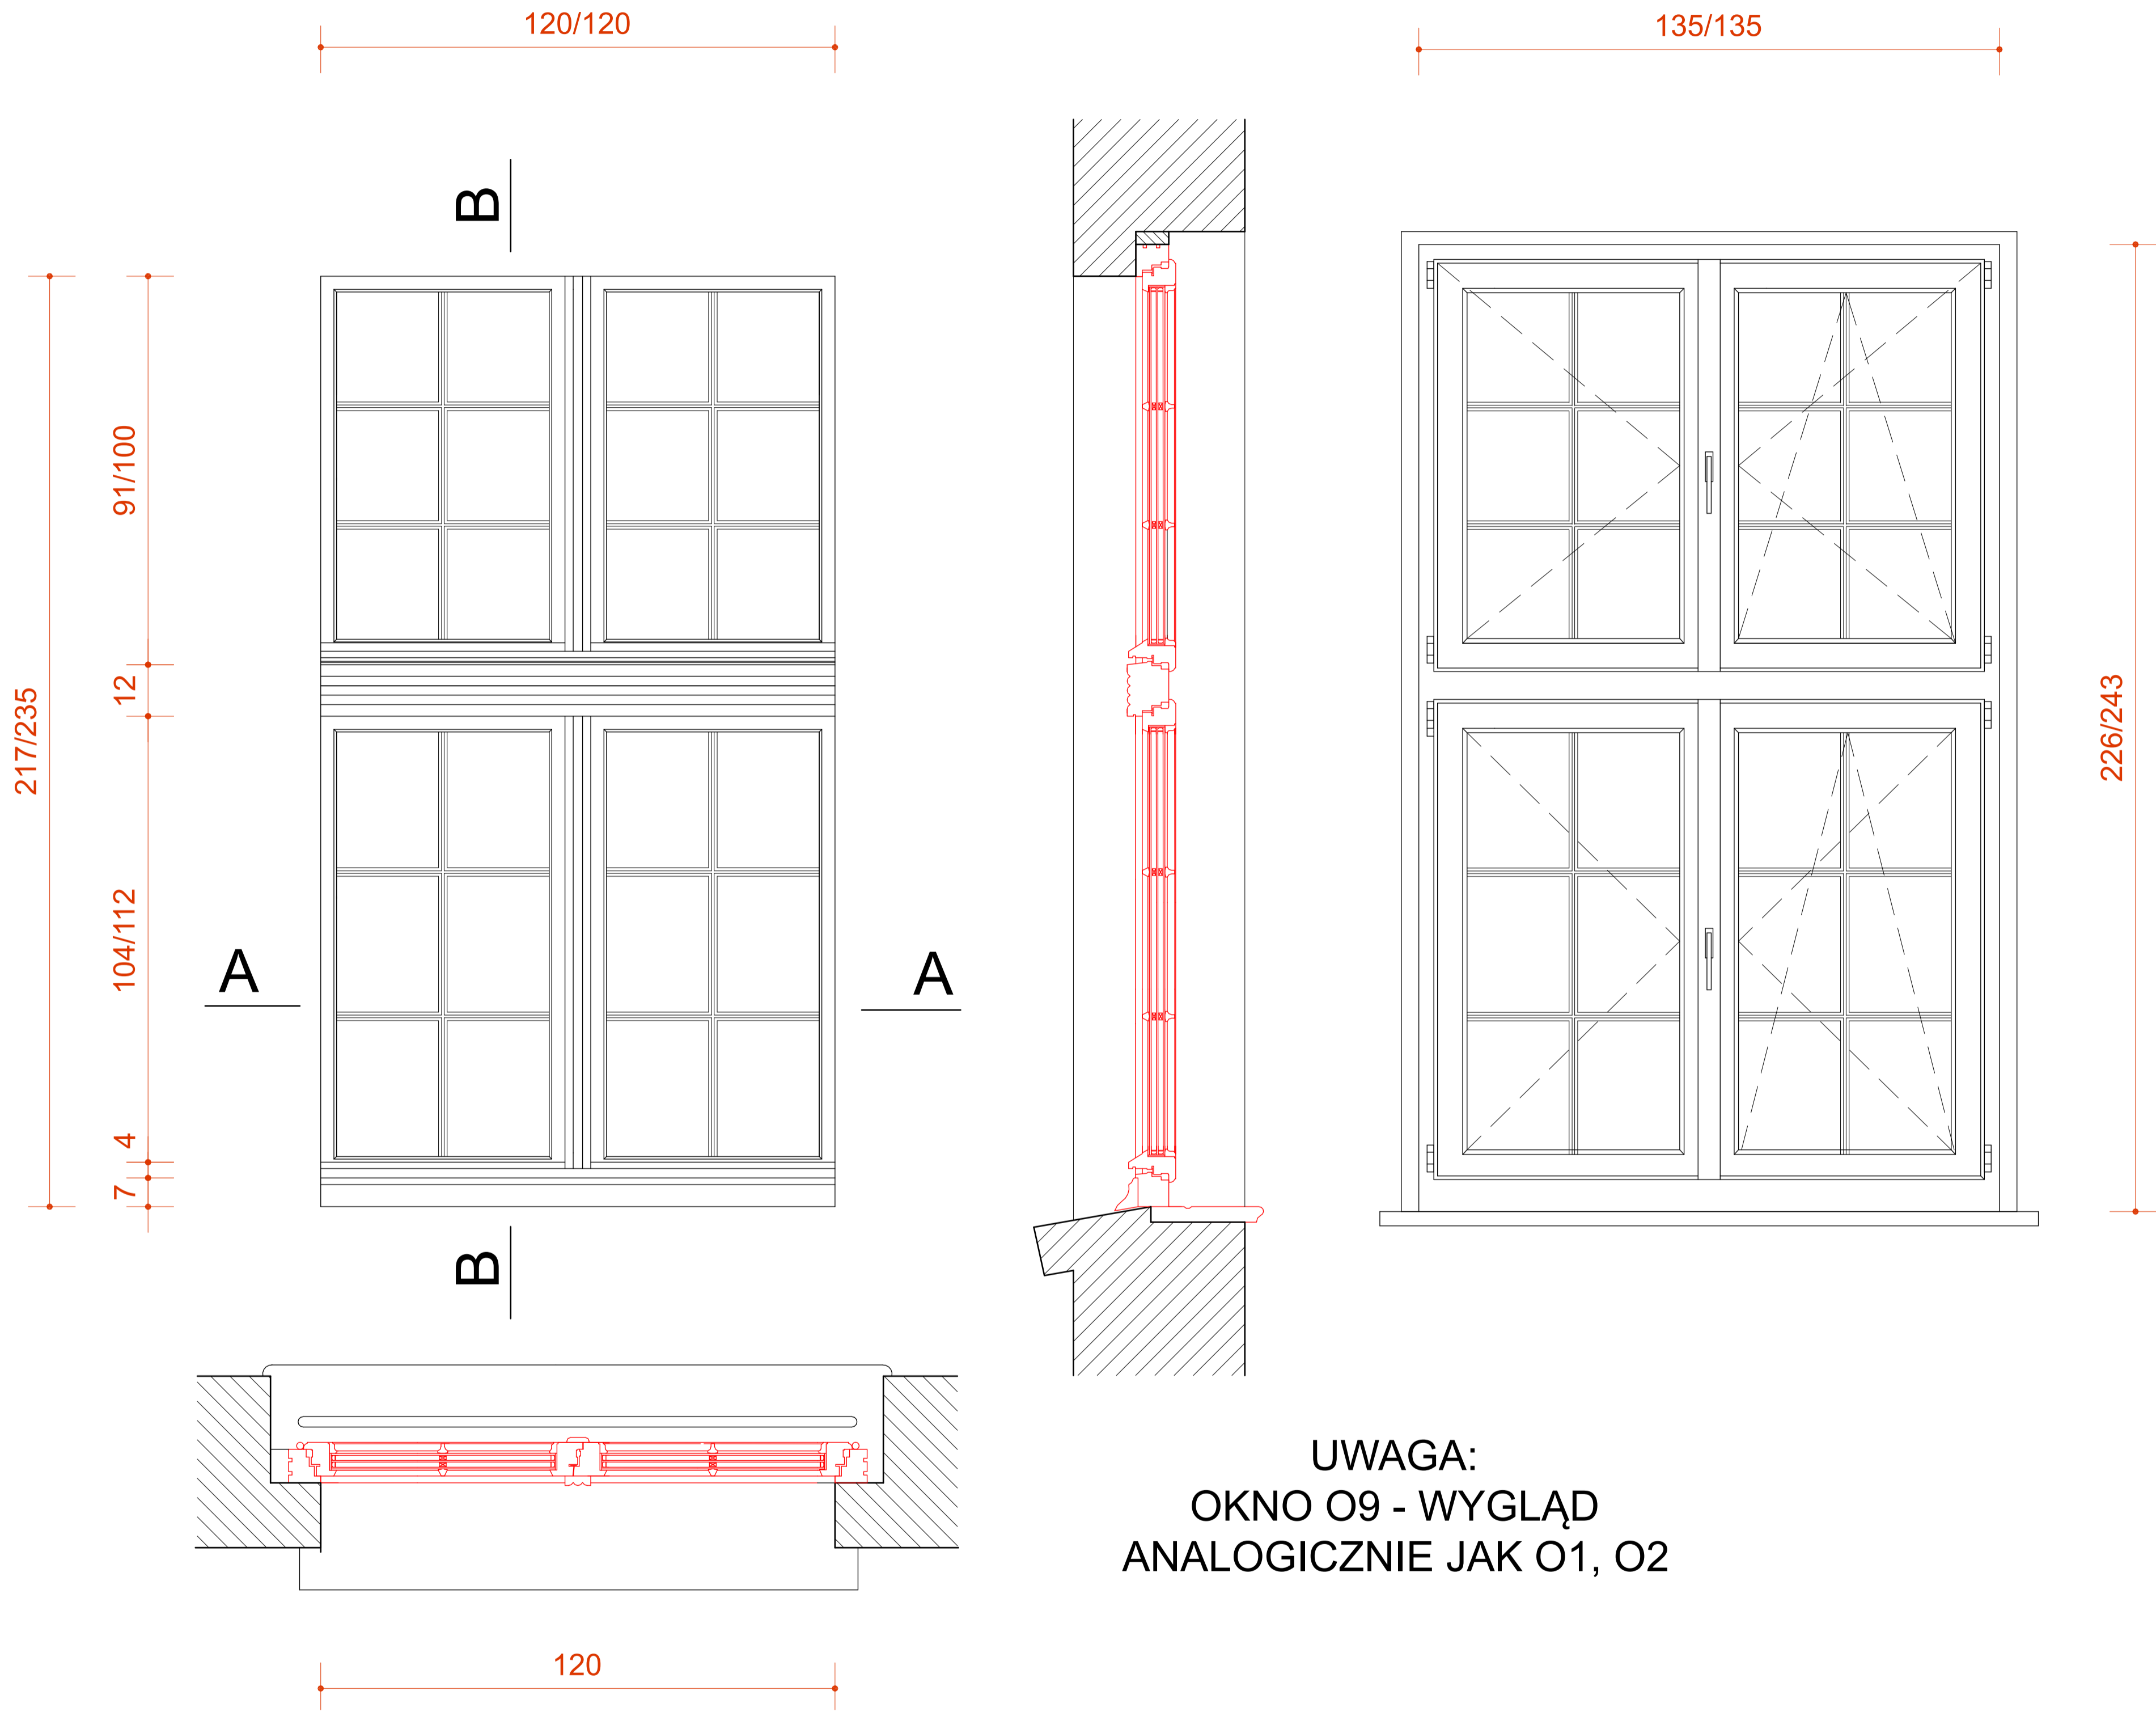 120/120
135/135
B
91/100
12
217/235
226/243
104/112
A
A
4
7
B
UWAGA:
OKNO O9 - WYGLĄD
ANALOGICZNIE JAK O1, O2
120